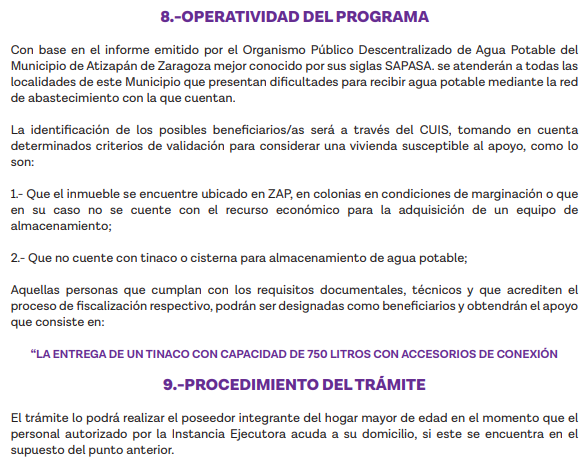 8.-OPERATIVIDAD DEL PROGRAMA
Con base en el informe emitido por el Organismo Público Descentralizado de Agua Potable del
Municipio de Atizapán de Zaragoza mejor conocido por sus siglas SAPASA. se atenderán a todas las
localidades de este Municipio que presentan dificultades para recibir agua potable mediante la red
de abastecimiento con la que cuentan.
La identificación de los posibles beneficiarios/as será a través del CUIS, tomando en cuenta
determinados criterios de validación para considerar una vivienda susceptible al apoyo, como lo
son:
1.- Que el inmueble se encuentre ubicado en ZAP, en colonias en condiciones de marginación o que
en su caso no se cuente con el recurso económico para la adquisición de un equipo de
almacenamiento;
2.- Que no cuente con tinaco o cisterna para almacenamiento de agua potable;
Aquellas personas que cumplan con los requisitos documentales, técnicos y que acrediten el
proceso de fiscalización respectivo, podrán ser designadas como beneficiarios y obtendrán el apoyo
que consiste en:
“LA ENTREGA DE UN TINACO CON CAPACIDAD DE 750 LITROS CON ACCESORIOS DE CONEXIÓN
9.-PROCEDIMIENTO DEL TRÁMITE
El trámite lo podrá realizar el poseedor integrante del hogar mayor de edad en el momento que el
personal autorizado por la Instancia Ejecutora acuda a su domicilio, si este se encuentra en el
supuesto del punto anterior.